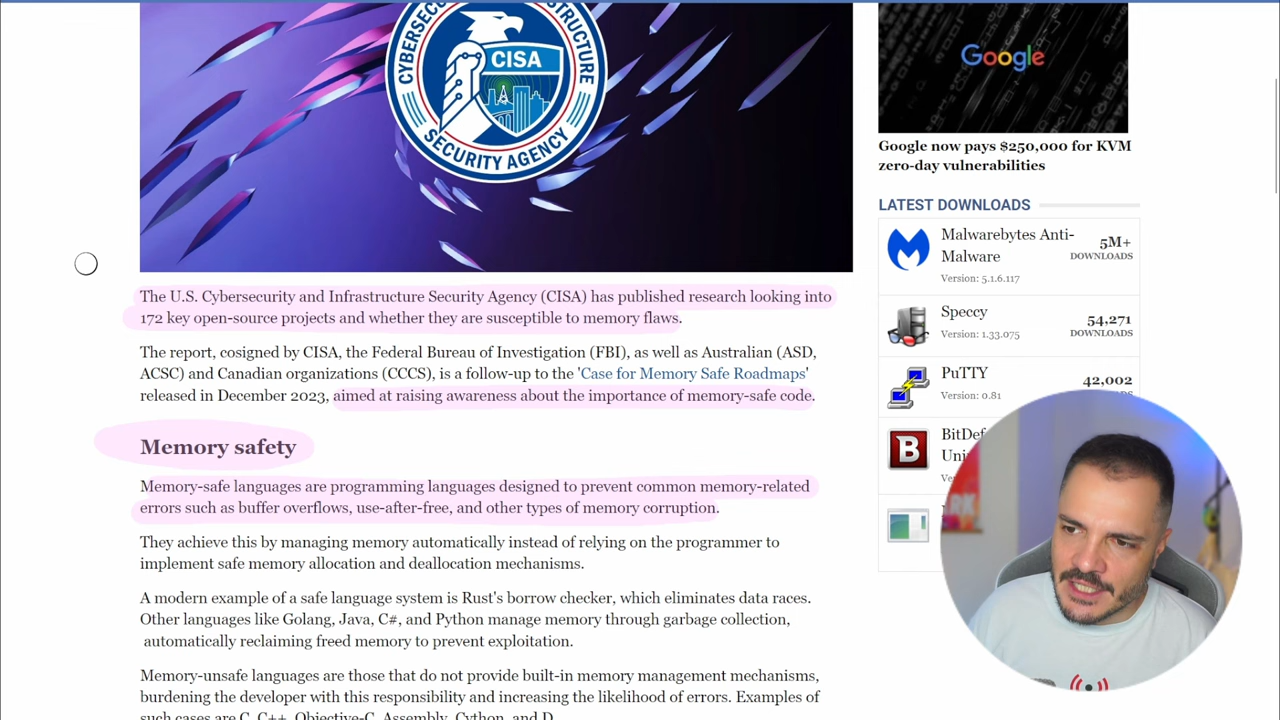 CYBERSECURITY INFRASTRUCTURE
CISA
SECURITY AGENCY
The U.S. Cybersecurity and Infrastructure Security Agency (CISA) has published research looking into
172 key open-source projects and whether they are susceptible to memory flaws.
The report, cosigned by CISA, the Federal Bureau of Investigation (FBI), as well as Australian (ASD,
ACSC) and Canadian organizations (CCCS), is a follow-up to the 'Case for Memory Safe Roadmaps'
released in December 2023, aimed at raising awareness about the importance of memory-safe code.
Memory safety
Memory-safe languages are programming languages designed to prevent common memory-related
errors such as buffer overflows, use-after-free, and other types of memory corruption.
They achieve this by managing memory automatically instead of relying on the programmer to
implement safe memory allocation and deallocation mechanisms.
A modern example of a safe language system is Rust's borrow checker, which eliminates data races.
Other languages like Golang, Java, C#, and Python manage memory through garbage collection,
automatically reclaiming freed memory to prevent exploitation.
Memory-unsafe languages are those that do not provide built-in memory management mechanisms,
burdening the developer with this responsibility and increasing the likelihood of errors. Examples of
such cases are C, C++, Objective-C, Assembly, Cython, and D.
Google
Google now pays $250,000 for KVM
zero-day vulnerabilities
LATEST DOWNLOADS
Malwarebytes Anti-
Malware
Version: 5.1.6.117
5M+
DOWNLOADS
Speccy
Version: 1.33.075
54,271
DOWNLOADS
PuTTY
Version: 0.81
42,002
BitDef
Uni
Ve